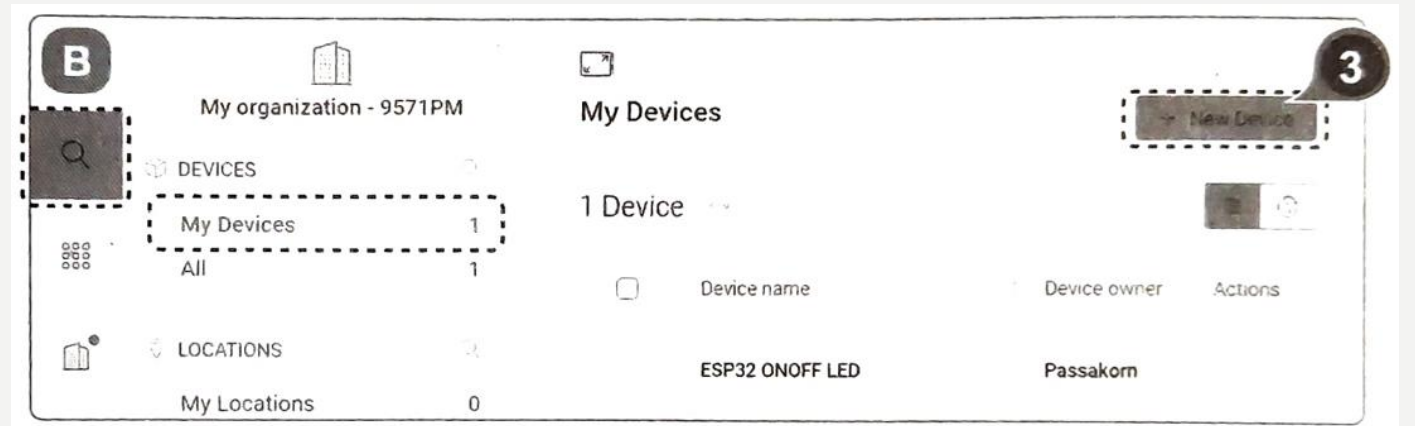 B
My organization - 9571PM
DEVICES
My Devices 1
All 1
LOCATIONS
My Locations 0
My Devices
3
+ New Device
1 Device
Device name Device owner Actions
ESP32 ONOFF LED Passakorn